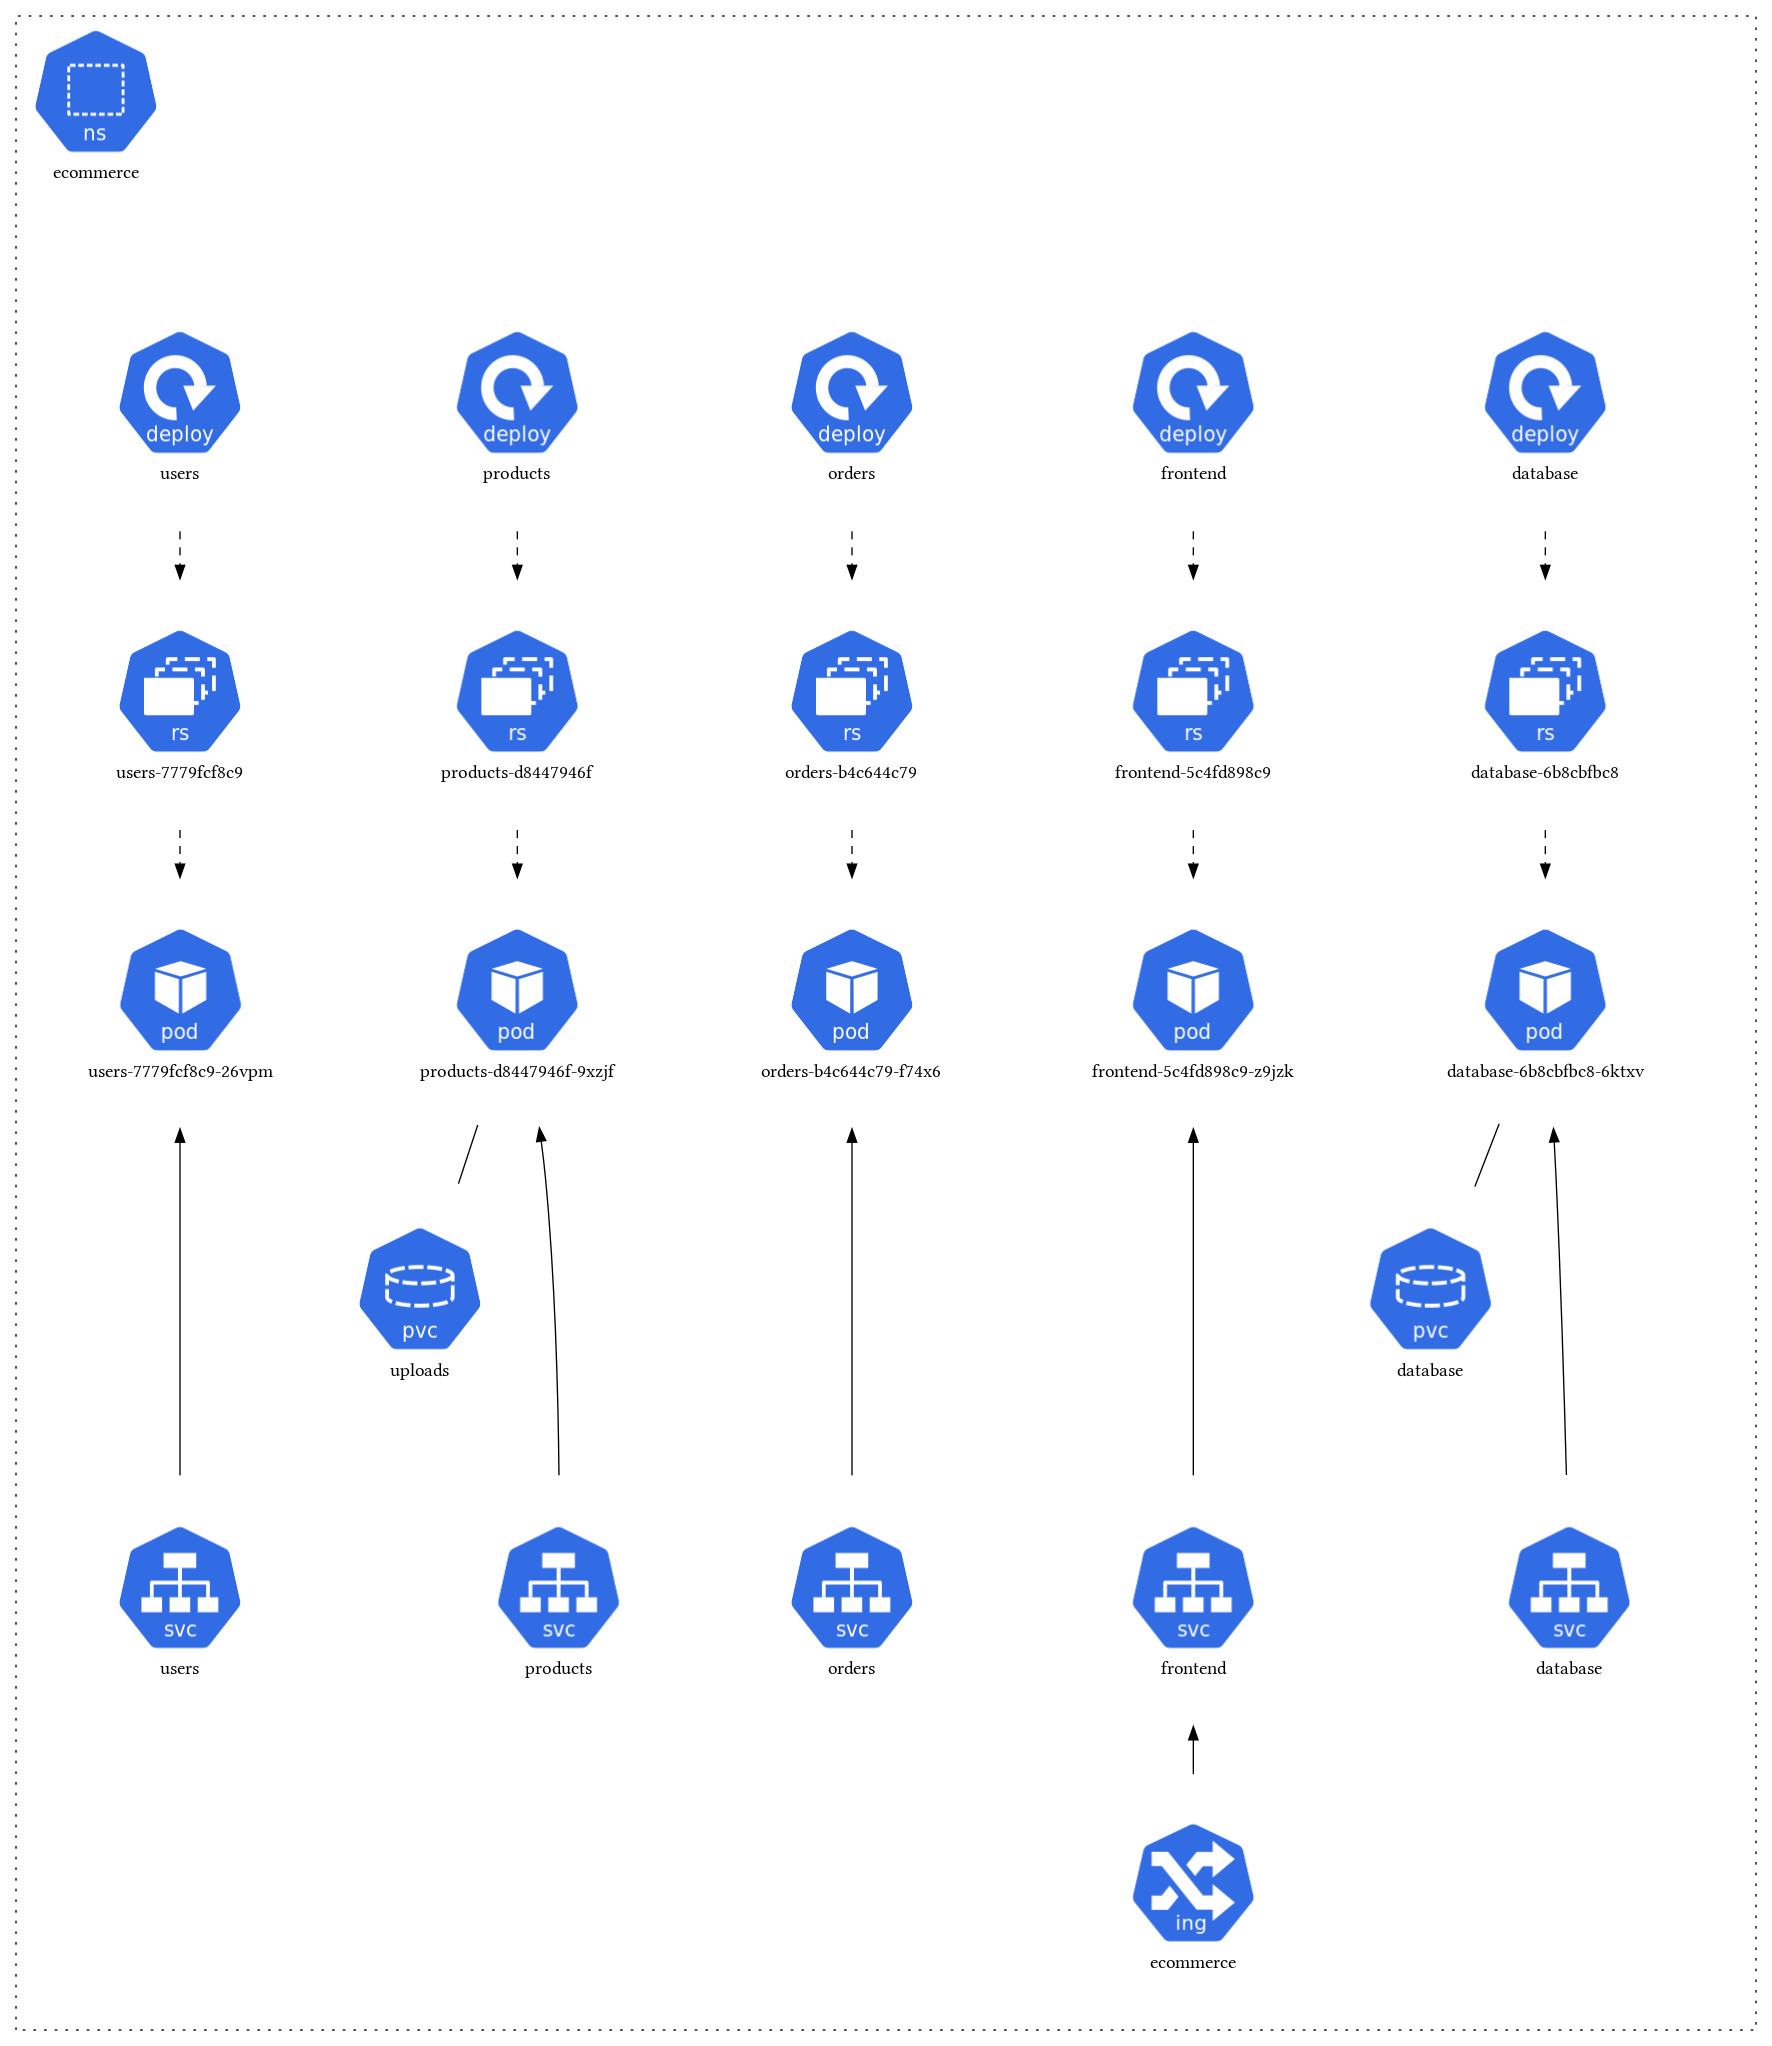 ns
ecommerce
deploy
deploy
deploy
deploy
deploy
users
products
orders
frontend
database
rs
rs
rs
rs
rs
users-7779fcf8c9
products-d8447946f
orders-b4c644c79
frontend-5c4fd898c9
database-6b8cbfbc8
pod
pod
pod
pod
pod
users-7779fcf8c9-26vpm
products-d8447946f-9xzjf
orders-b4c644c79-f74x6
frontend-5c4fd898c9-z9jzk
database-6b8cbfbc8-6ktxv
pvc
pvc
uploads
database
svc
svc
svc
svc
svc
users
products
orders
frontend
database
ing
ecommerce